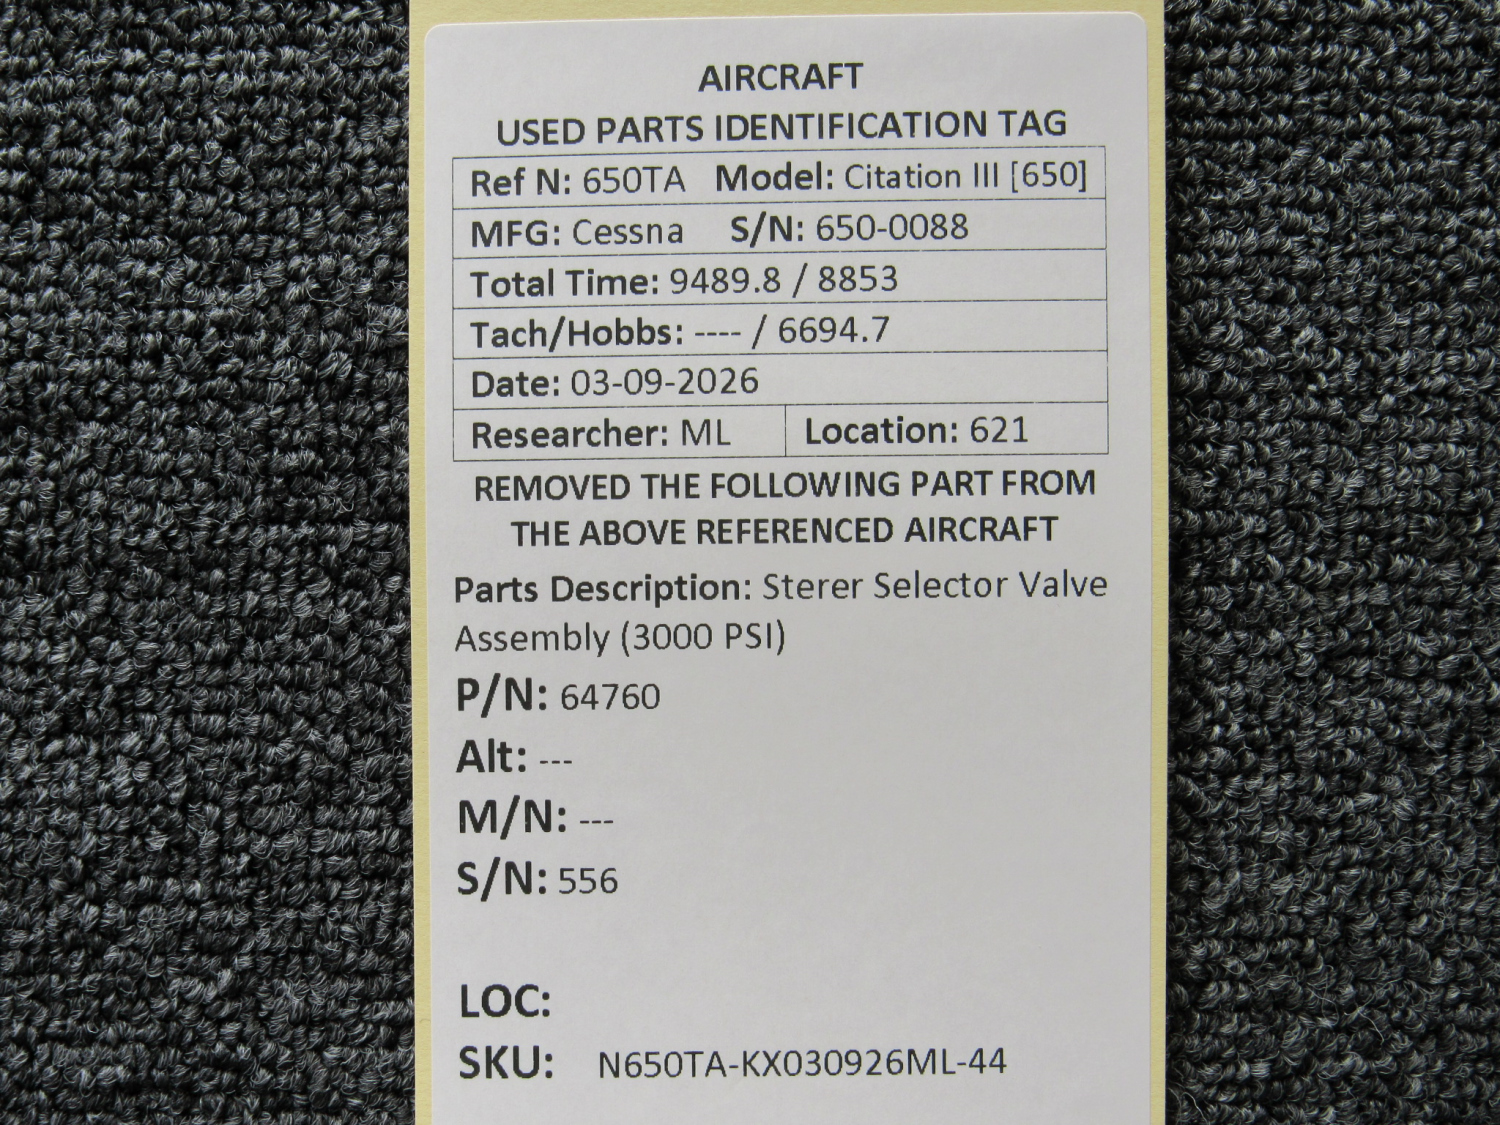 AIRCRAFT
USED PARTS IDENTIFICATION TAG
Ref N: 650TA Model: Citation III [650]
MFG: Cessna S/N: 650-0088
Total Time: 9489.8 / 8853
Tach/Hobbs: ---- / 6694.7
Date: 03-09-2026
Researcher: ML Location: 621
REMOVED THE FOLLOWING PART FROM
THE ABOVE REFERENCED AIRCRAFT
Parts Description: Sterer Selector Valve
Assembly (3000 PSI)
P/N: 64760
Alt: ---
M/N: ---
S/N: 556
LOC:
SKU: N650TA-KX030926ML-44